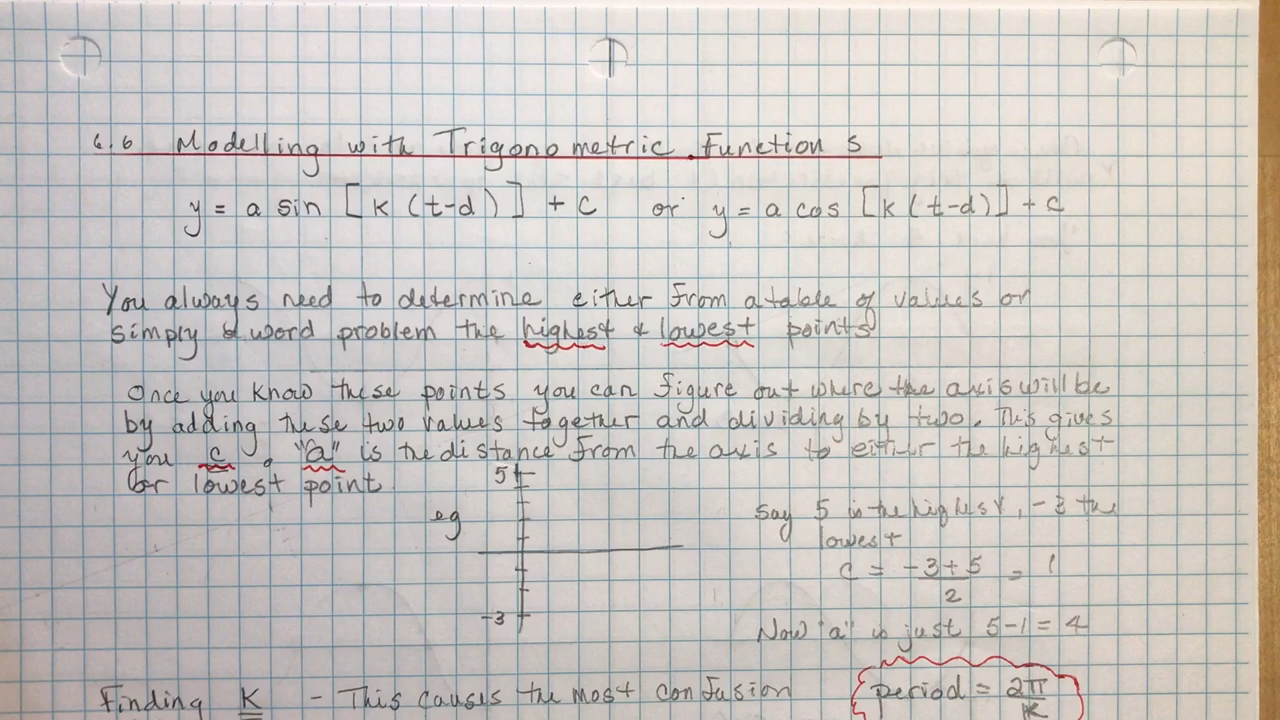 6.6 Modelling with Trigonometric Functions
y = a sin [k (t-d)] + c or y = a cos [k (t-d)] + c
You always need to determine either from a table of values or
simply a word problem the highest & lowest points
Once you know these points you can figure out where the axis will be
by adding these two values together and dividing by two. This gives
you c. "a" is the distance from the axis to either the highest
or lowest point
5
eg
-3
Say 5 is the highest, -3 the
lowest
c = -3+5 = 1
2
Now "a" is just 5-1 = 4
Finding K - This causes the most confusion
period = 2π
K